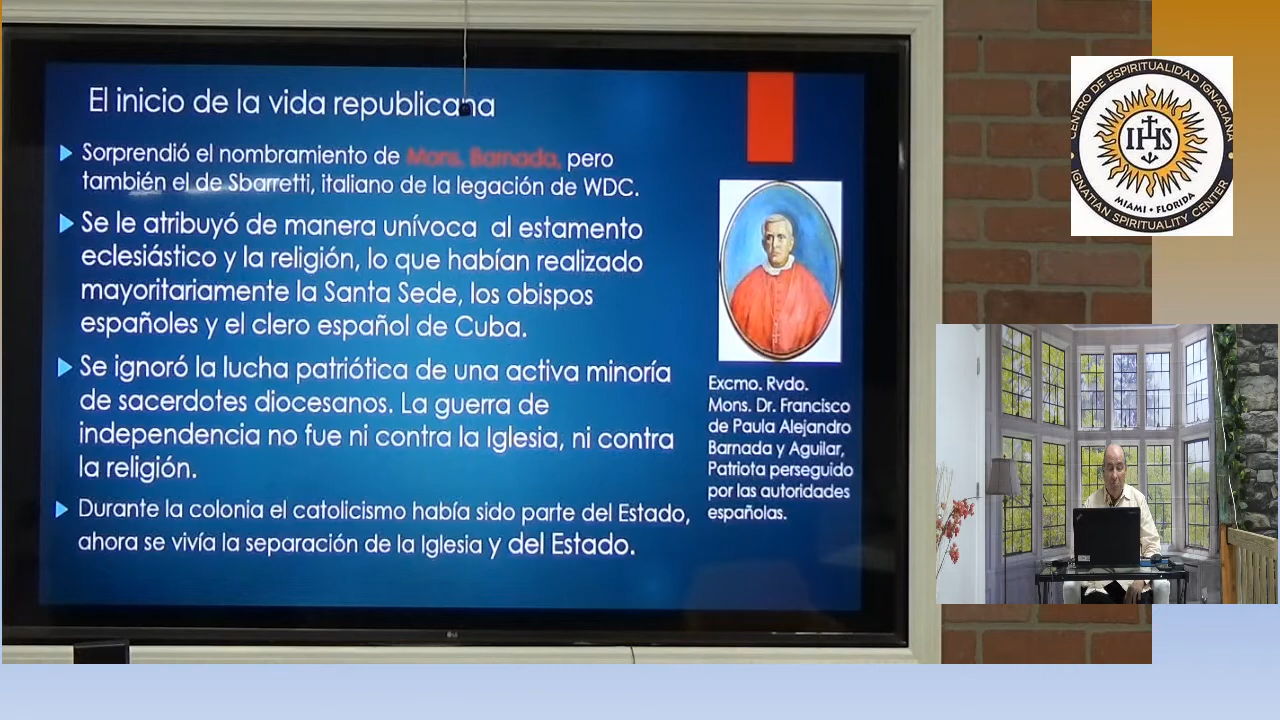 El inicio de la vida republicana
Sorprendió el nombramiento de Mons. Barnada, pero
también el de Sbarretti, italiano de la legación de WDC.
Se le atribuyó de manera unívoca al estamento
eclesiástico y la religión, lo que habían realizado
mayoritariamente la Santa Sede, los obispos
españoles y el clero español de Cuba.
Se ignoró la lucha patriótica de una activa minoría
de sacerdotes diocesanos. La guerra de
independencia no fue ni contra la Iglesia, ni contra
la religión.
Durante la colonia el catolicismo había sido parte del Estado,
ahora se vivía la separación de la Iglesia y del Estado.
Excmo. Rvdo.
Mons. Dr. Francisco
de Paula Alejandro
Barnada y Aguilar,
Patriota perseguido
por las autoridades
españolas.
LG
CENTRO DE ESPIRITUALIDAD IGNACIANA
IHS
MIAMI • FLORIDA
IGNATIAN SPIRITUALITY CENTER